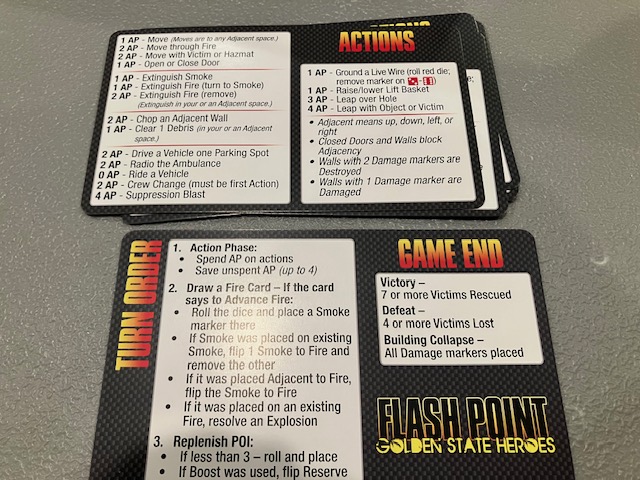 ACTIONS
1 AP - Move (Moves are to any Adjacent space.)
2 AP - Move through Fire
2 AP - Move with Victim or Hazmat
1 AP - Open or Close Door
1 AP - Extinguish Smoke
1 AP - Extinguish Fire (turn to Smoke)
2 AP - Extinguish Fire (remove)
(Extinguish in your or an Adjacent space.)
2 AP - Chop an Adjacent Wall
1 AP - Clear 1 Debris (in your or an Adjacent
space.)
2 AP - Drive a Vehicle one Parking Spot
2 AP - Radio the Ambulance
0 AP - Ride a Vehicle
2 AP - Crew Change (must be first Action)
4 AP - Suppression Blast
ACTIONS
1 AP - Ground a Live Wire (roll red die;
remove marker on
1 AP - Raise/lower Lift Basket
3 AP - Leap over Hole
4 AP - Leap with Object or Victim
• Adjacent means up, down, left, or
right
• Closed Doors and Walls block
Adjacency
• Walls with 2 Damage markers are
Destroyed
• Walls with 1 Damage marker are
Damaged
TURN ORDER
1. Action Phase:
• Spend AP on actions
• Save unspent AP (up to 4)
2. Draw a Fire Card – If the card
says to Advance Fire:
• Roll the dice and place a Smoke
marker there
• If Smoke was placed on existing
Smoke, flip 1 Smoke to Fire and
remove the other
• If it was placed Adjacent to Fire,
flip the Smoke to Fire
• If it was placed on an existing
Fire, resolve an Explosion
3. Replenish POI:
• If less than 3 – roll and place
• If Boost was used, flip Reserve
GAME END
Victory –
7 or more Victims Rescued
Defeat –
4 or more Victims Lost
Building Collapse –
All Damage markers placed
FLASH POINT
GOLDEN STATE HEROES